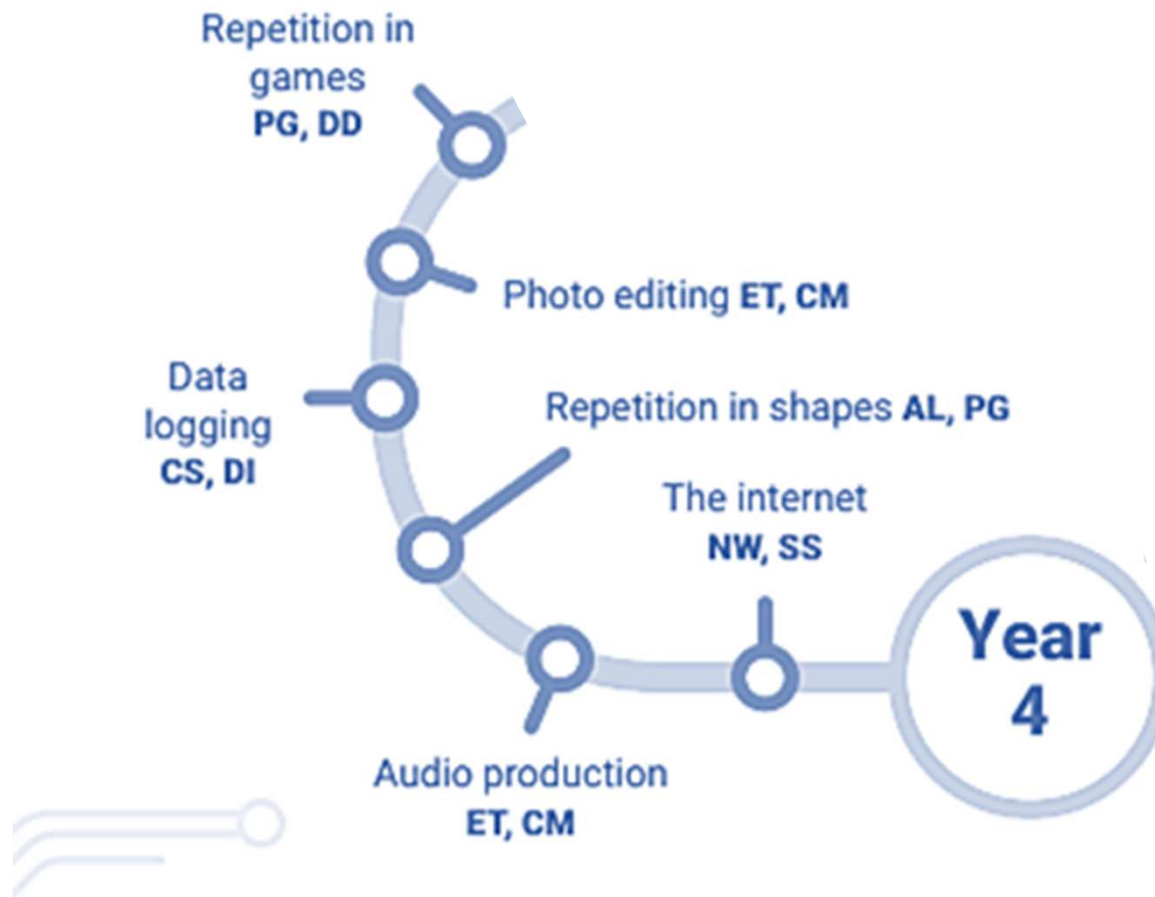 Repetition in
games
PG, DD
Photo editing ET, CM
Data
logging
CS, DI
Repetition in shapes AL, PG
The internet
NW, SS
Year
4
Audio production
ET, CM